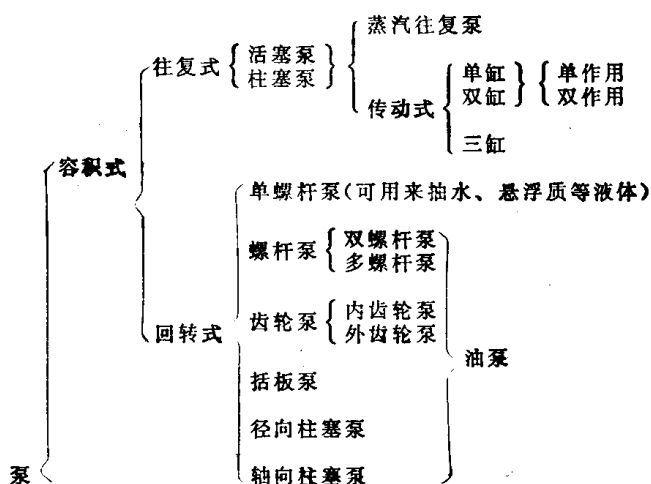 蒸汽往复泵
往复式 活塞泵
柱塞泵
传动式 单缸 单作用
双缸 双作用
三缸
容积式
单螺杆泵(可用来抽水、悬浮质等液体)
螺杆泵 双螺杆泵
多螺杆泵
回转式 齿轮泵 内齿轮泵
外齿轮泵
油泵
括板泵
径向柱塞泵
泵 轴向柱塞泵